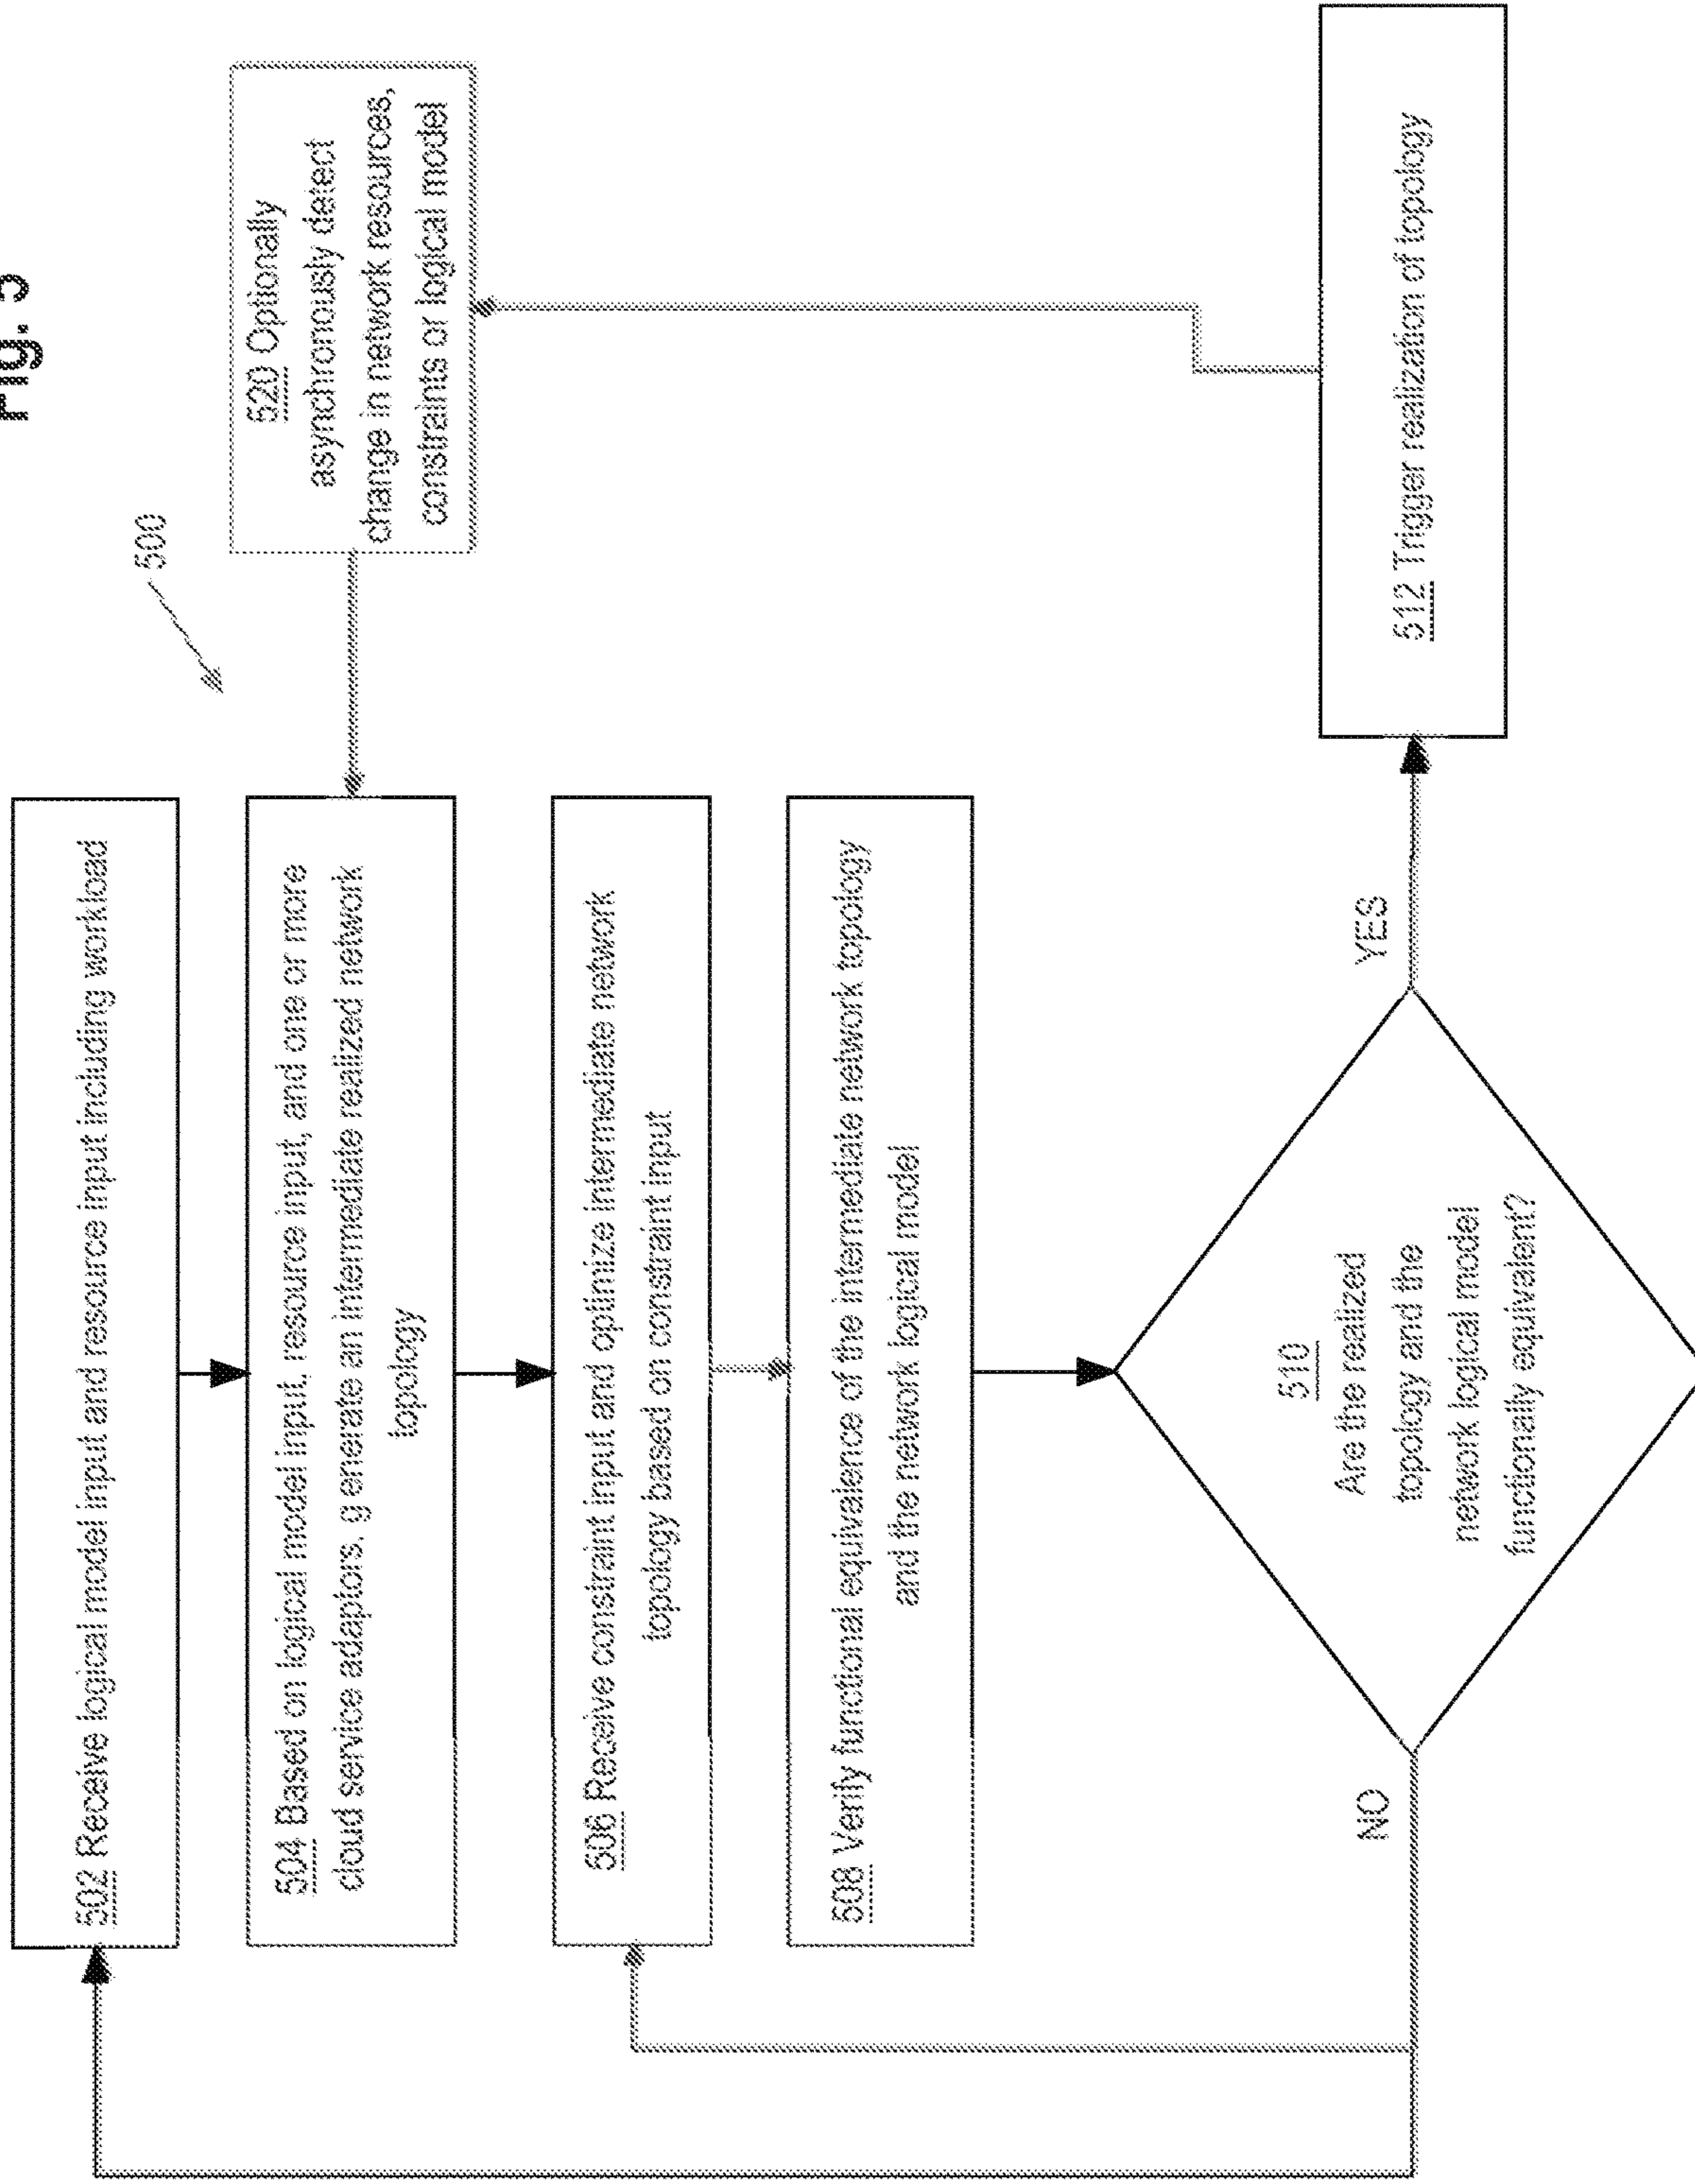 Fig. 5
500
502 Receive logical model input and resource input including workload
504 Based on logical model input, resource input, and one or more
cloud service adaptors, g enerate an intermediate realized network
topology
506 Receive constraint input and optimize intermediate network
topology based on constraint input
508 Verify functional equivalence of the intermediate network topology
and the network logical model
510
Are the realized
topology and the
network logical model
functionally equivalent?
NO
YES
512 Trigger realization of topology
520 Optionally
asynchronously detect
change in network resources,
constraints or logical model